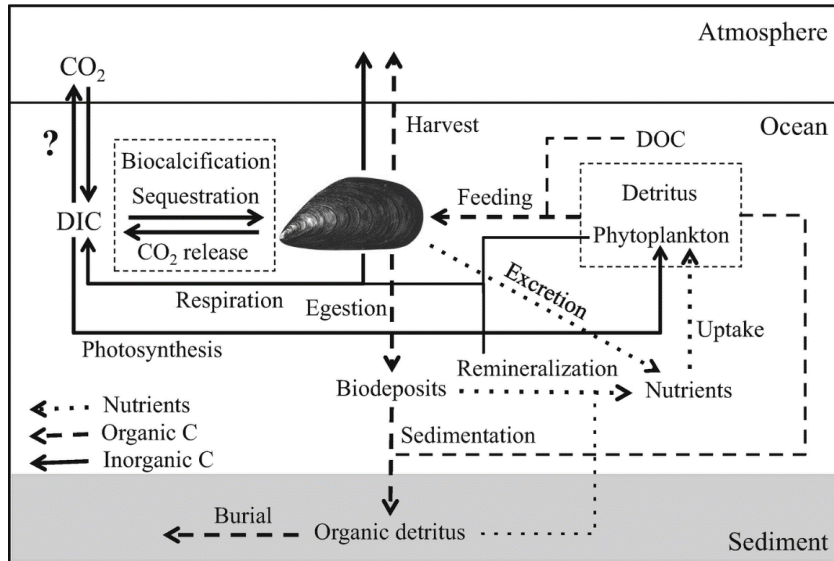 Atmosphere
CO₂
Harvest
Ocean
?
DOC
Biocalcification
Sequestration
Detritus
Feeding
DIC
Phytoplankton
CO₂ release
Excretion
Respiration
Egestion
Uptake
Photosynthesis
Remineralization
Biodeposits
Nutrients
Nutrients
Organic C
Sedimentation
Inorganic C
Burial
Organic detritus
Sediment